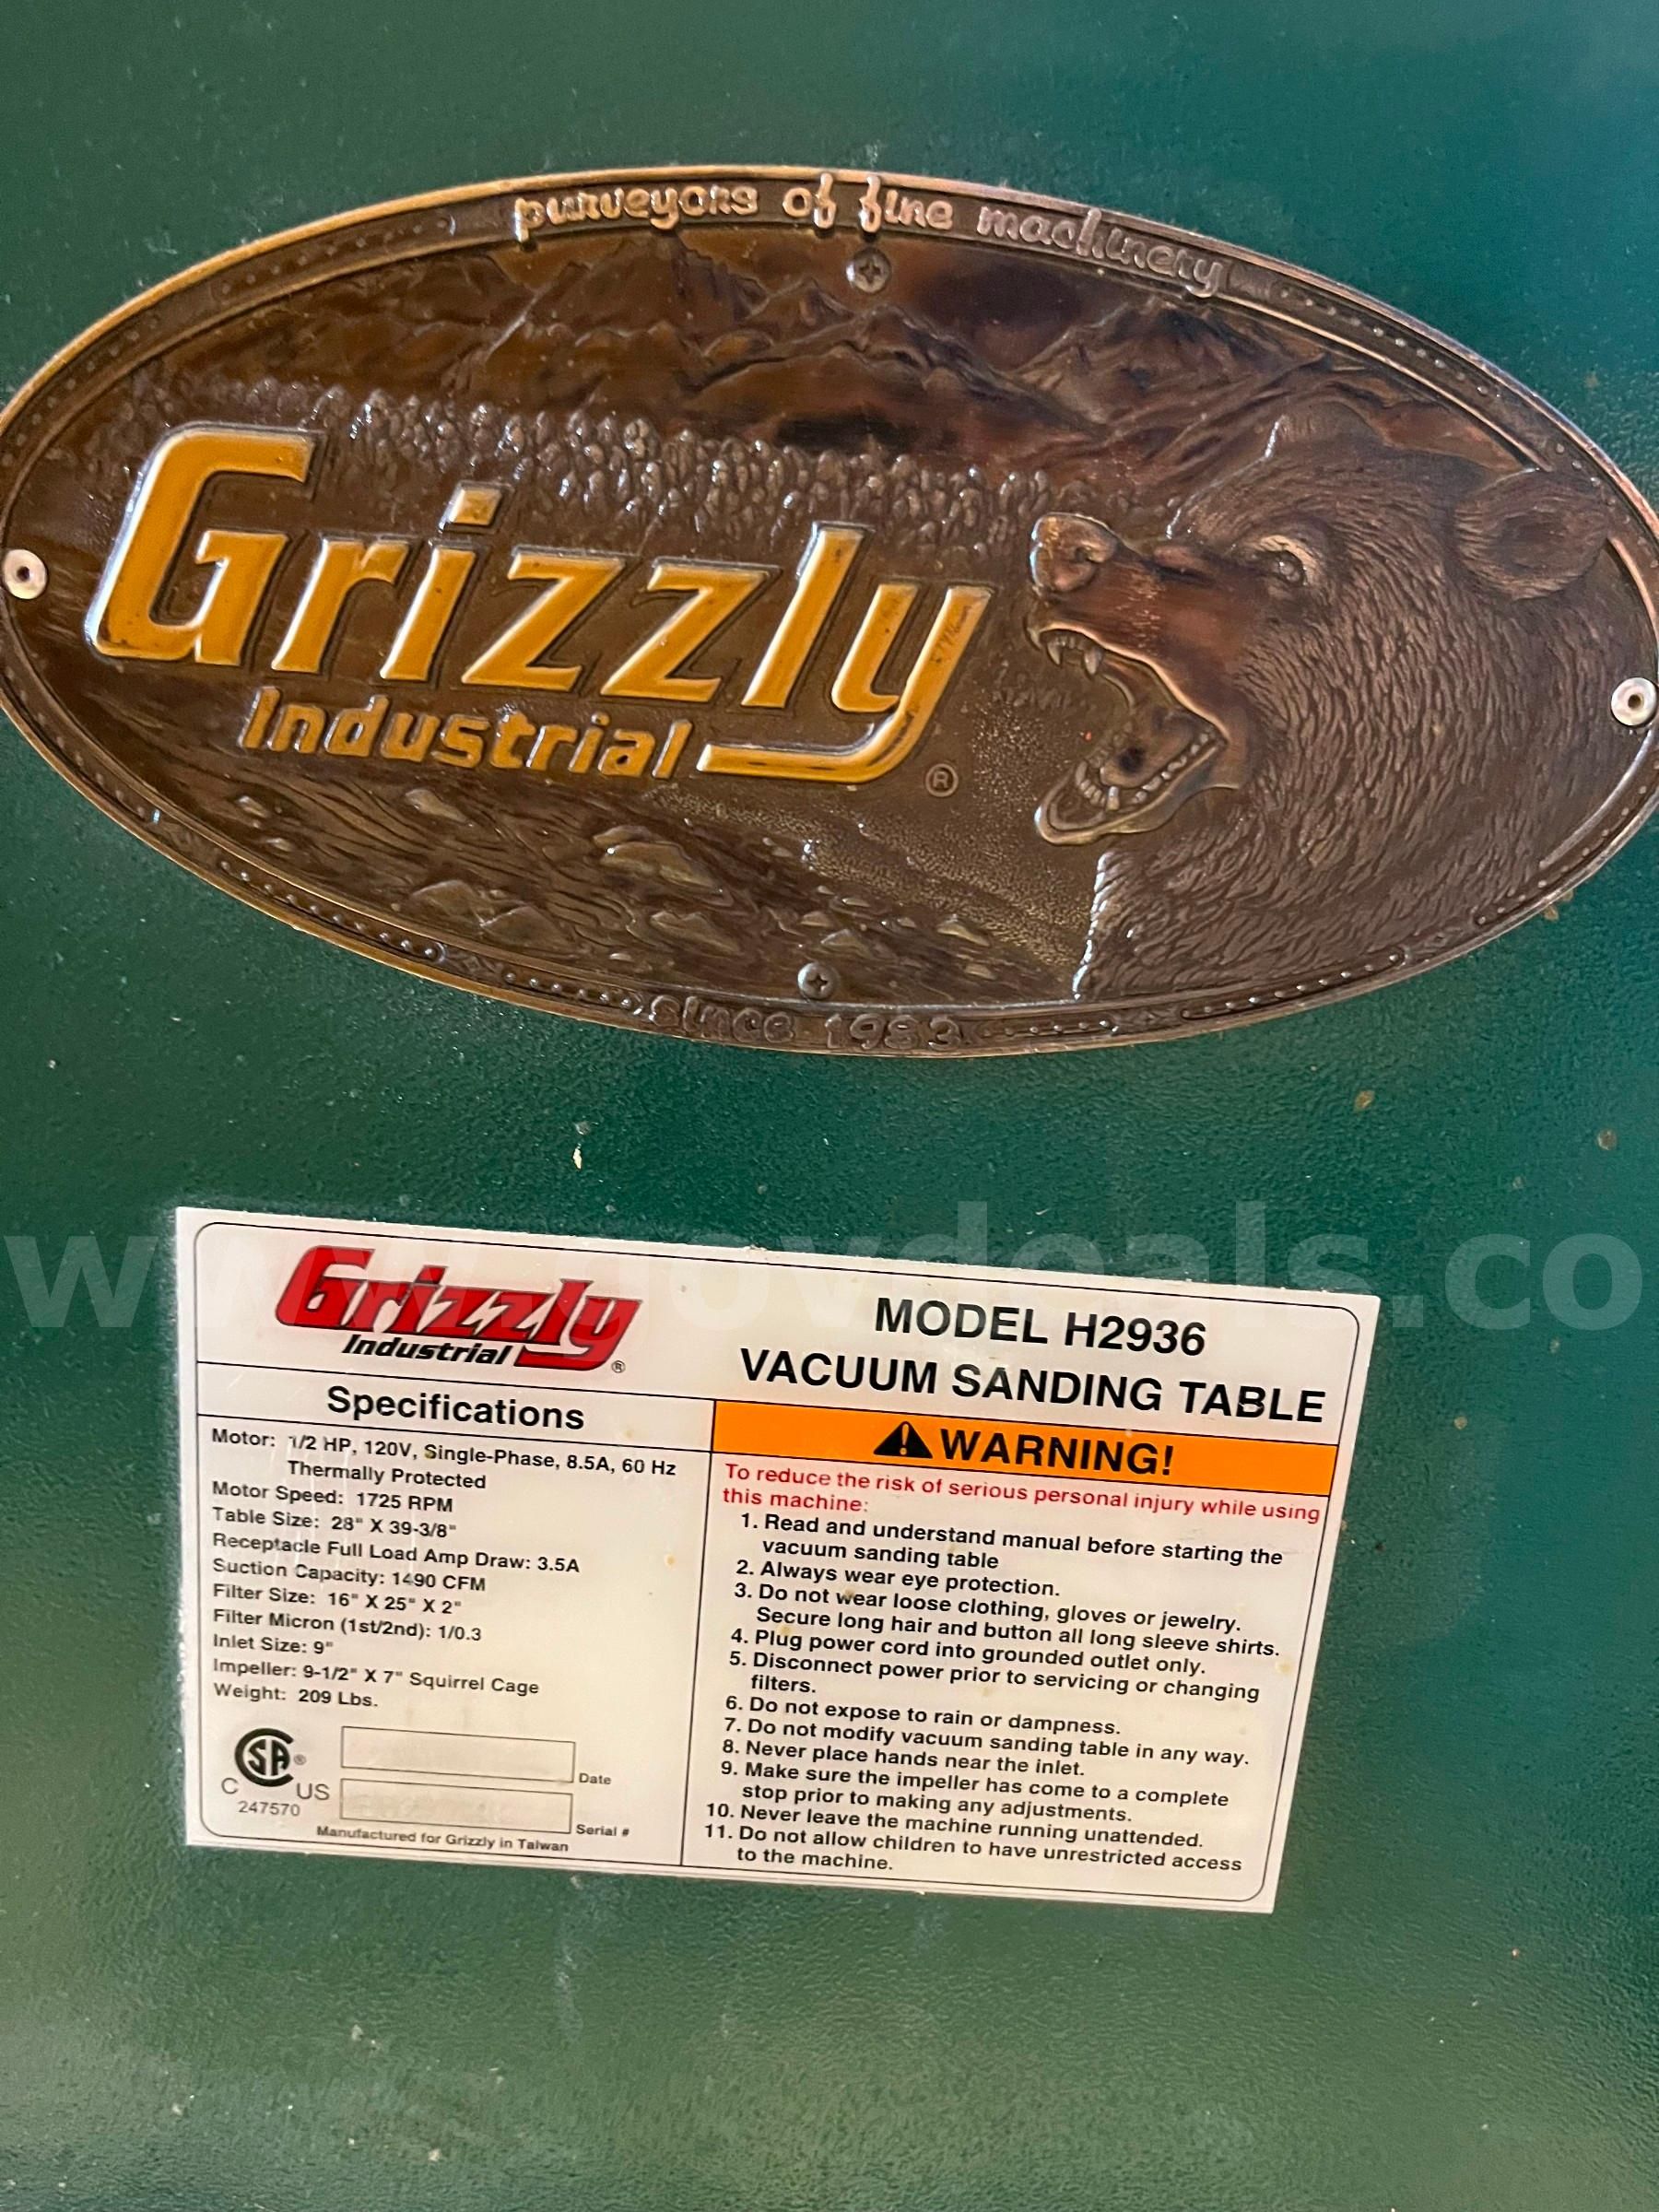 purveyors of fine machinery
Grizzly
Industrial
®
since 1983
www.govdeals.co
Grizzly
Industrial ®
MODEL H2936
VACUUM SANDING TABLE
Specifications
Motor: 1/2 HP, 120V, Single-Phase, 8.5A, 60 Hz
Thermally Protected
Motor Speed: 1725 RPM
Table Size: 28" X 39-3/8"
Receptacle Full Load Amp Draw: 3.5A
Suction Capacity: 1490 CFM
Filter Size: 16" X 25" X 2"
Filter Micron (1st/2nd): 1/0.3
Inlet Size: 9"
Impeller: 9-1/2" X 7" Squirrel Cage
Weight: 209 Lbs.
SA ®
C US
247570
Date
Serial #
Manufactured for Grizzly in Taiwan
WARNING!
To reduce the risk of serious personal injury while using
this machine:
1. Read and understand manual before starting the
vacuum sanding table
2. Always wear eye protection.
3. Do not wear loose clothing, gloves or jewelry.
Secure long hair and button all long sleeve shirts.
4. Plug power cord into grounded outlet only.
5. Disconnect power prior to servicing or changing
filters.
6. Do not expose to rain or dampness.
7. Do not modify vacuum sanding table in any way.
8. Never place hands near the inlet.
9. Make sure the impeller has come to a complete
stop prior to making any adjustments.
10. Never leave the machine running unattended.
11. Do not allow children to have unrestricted access
to the machine.